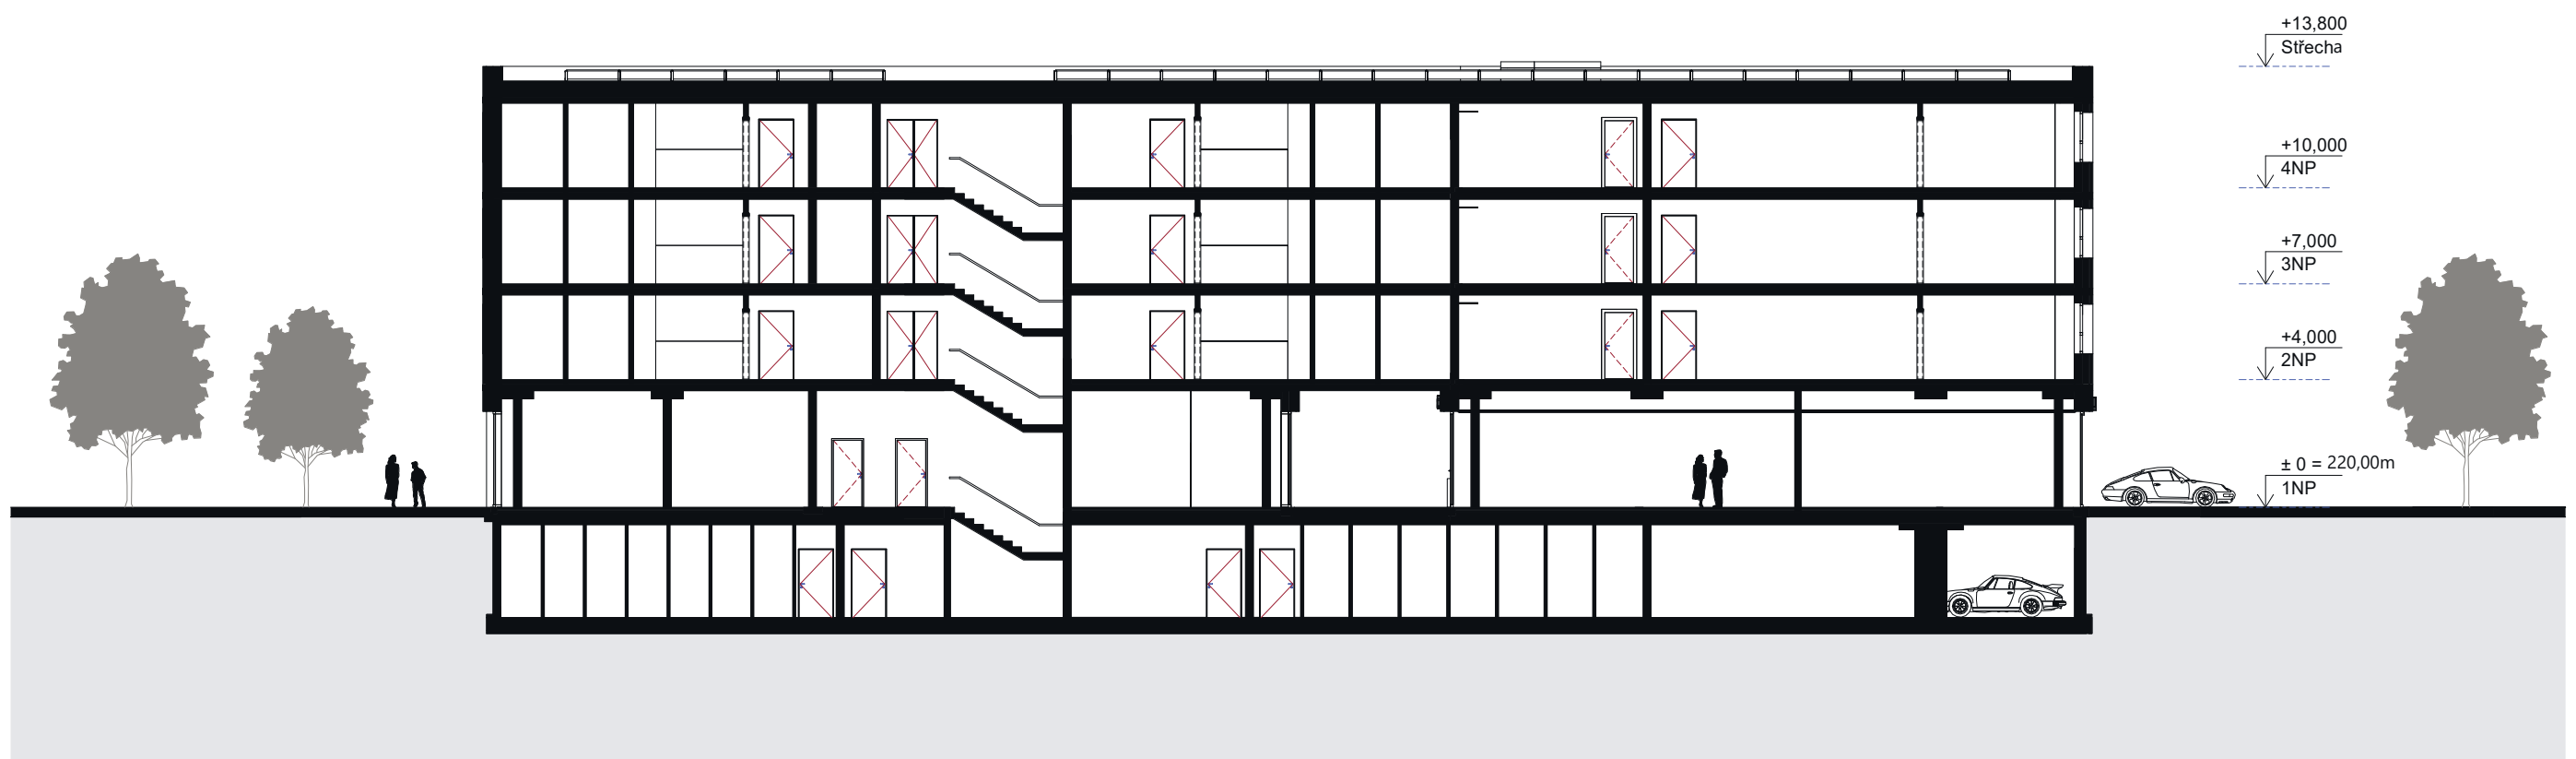 +13,800
Střecha
+10,000
4NP
+7,000
3NP
+4,000
2NP
± 0 = 220,00m
1NP